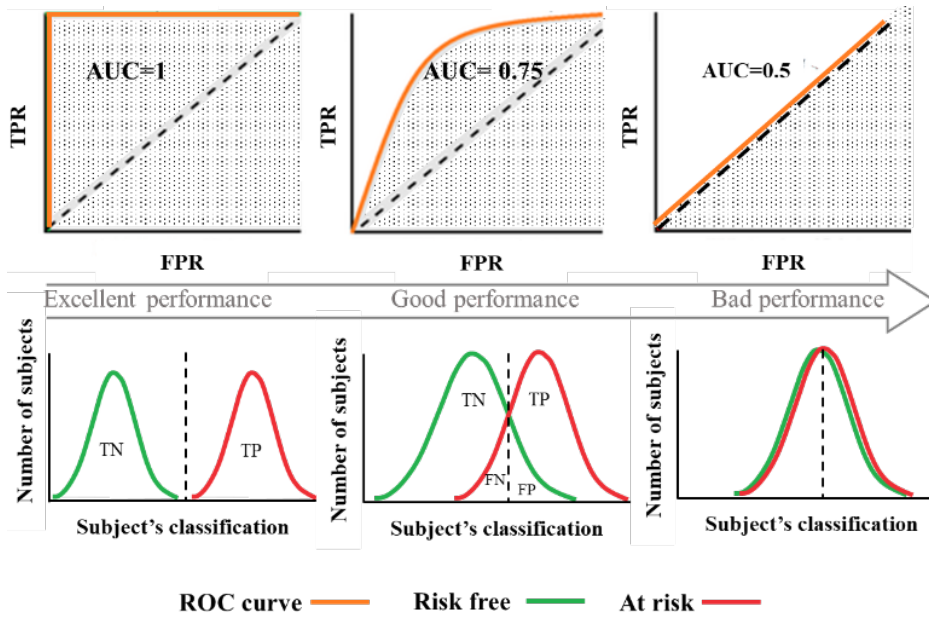 AUC=1
TPR
FPR
AUC= 0.75
TPR
FPR
AUC=0.5
TPR
FPR
Excellent performance
Good performance
Bad performance
Number of subjects
TN
TP
Subject’s classification
Number of subjects
TN
TP
FN
FP
Subject’s classification
Number of subjects
Subject’s classification
ROC curve
Risk free
At risk